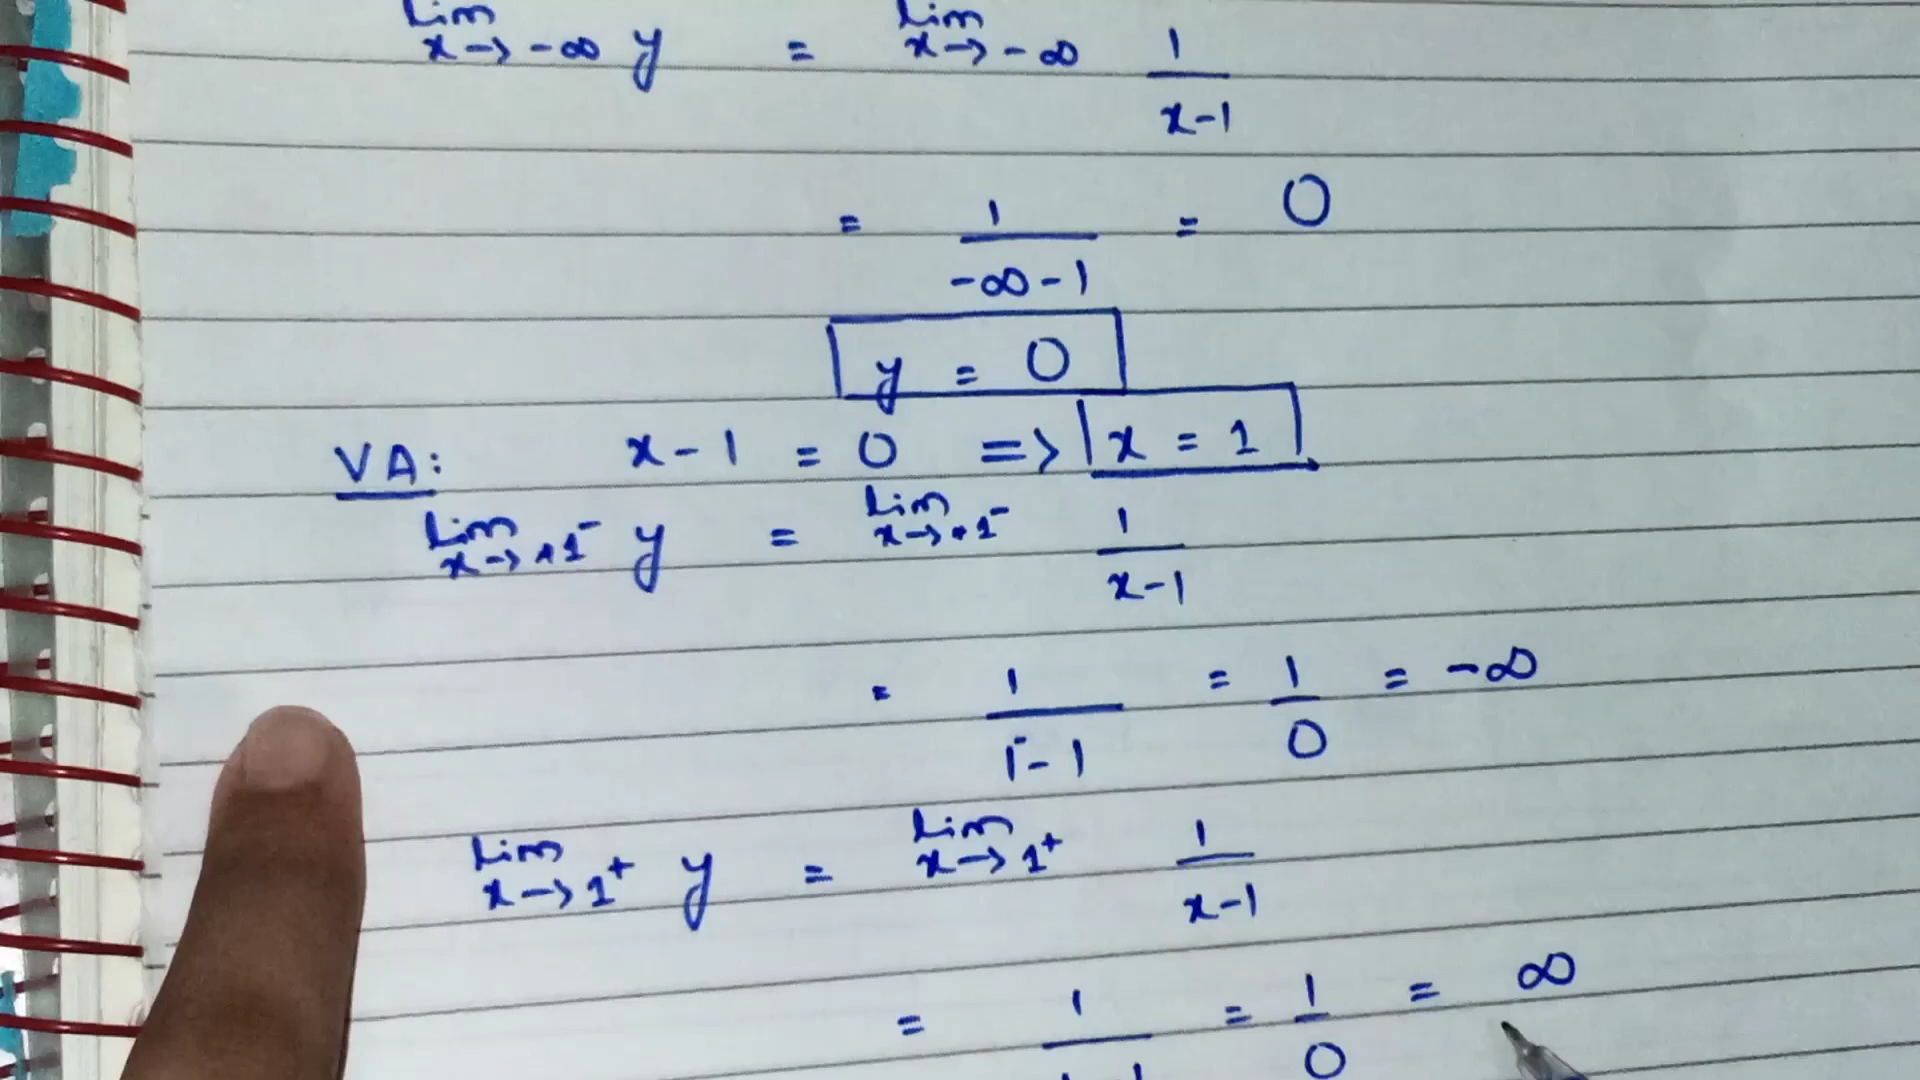 lim x→-∞ y = lim x→-∞ 1/(x-1)
= 1/(-∞-1) = 0
y = 0
VA: x-1 = 0 => x = 1
lim x→1⁻ y = lim x→1⁻ 1/(x-1)
= 1/(1⁻-1) = 1/0 = -∞
lim x→1⁺ y = lim x→1⁺ 1/(x-1)
= 1/ = 1/0 = ∞